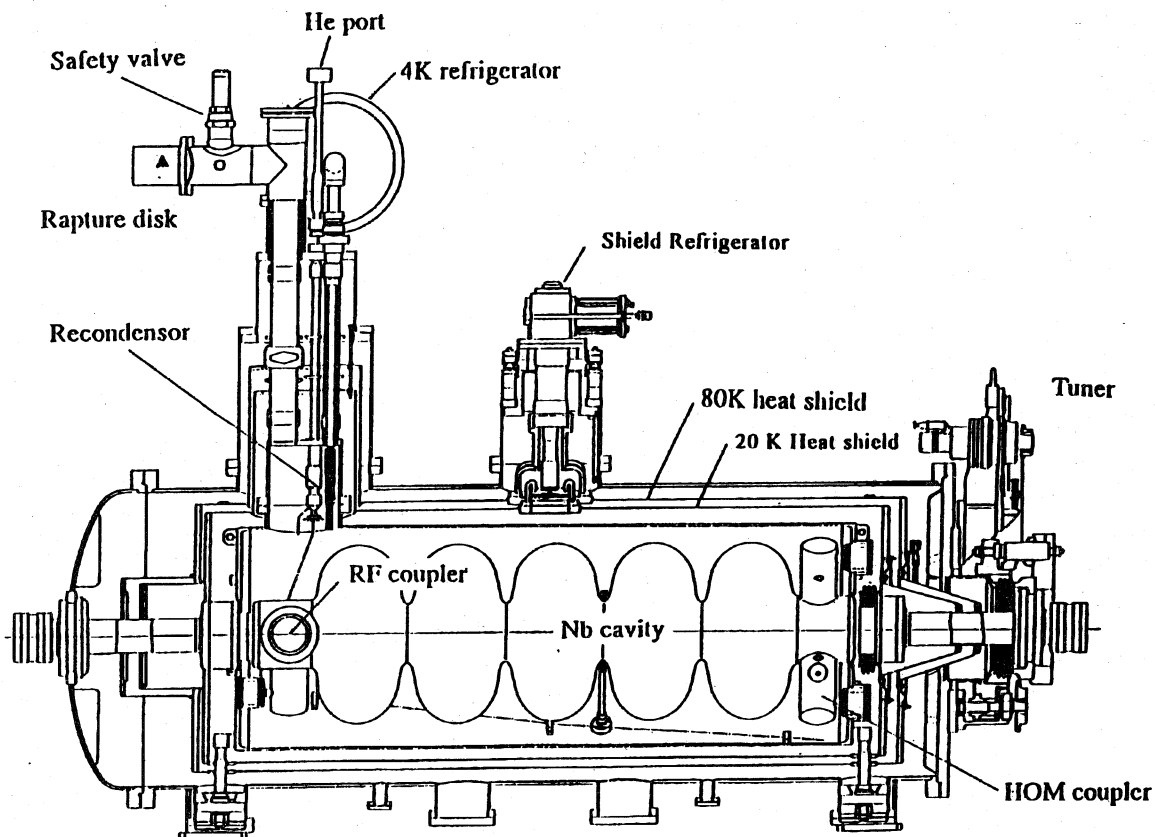 He port
Safety valve
4K refrigerator
Rapture disk
Shield Refrigerator
Recondensor
80K heat shield
Tuner
20 K Heat shield
RF coupler
Nb cavity
HOM coupler